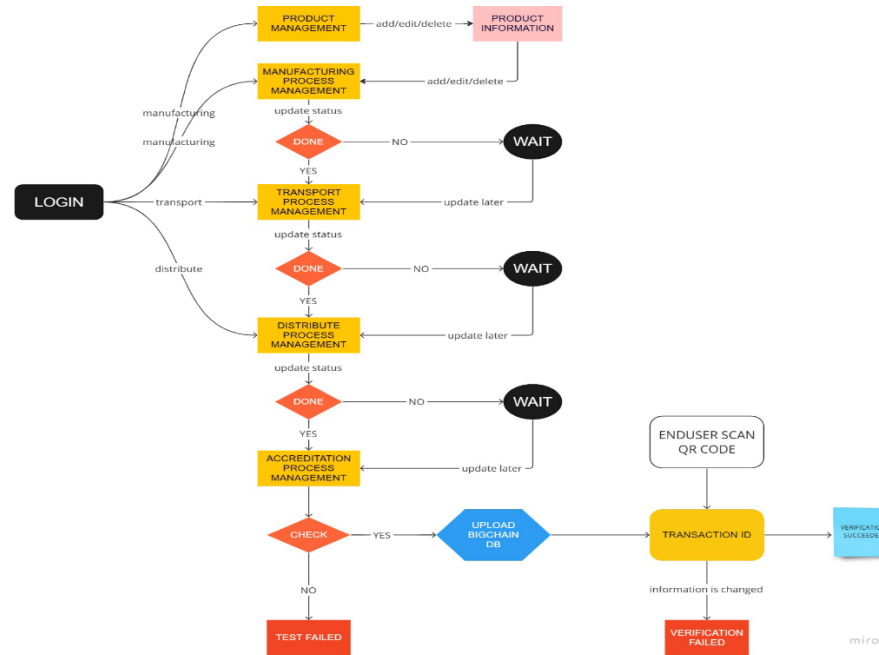 PRODUCT
MANAGEMENT
add/edit/delete
PRODUCT
INFORMATION
MANUFACTURING
PROCESS
MANAGEMENT
add/edit/delete
manufacturing
manufacturing
update status
DONE
NO
WAIT
YES
LOGIN
transport
TRANSPORT
PROCESS
MANAGEMENT
update later
update status
distribute
DONE
NO
WAIT
YES
DISTRIBUTE
PROCESS
MANAGEMENT
update later
update status
DONE
NO
WAIT
YES
ACCREDITATION
PROCESS
MANAGEMENT
update later
ENDUSER SCAN
QR CODE
CHECK
YES
UPLOAD
BIGCHAIN
DB
TRANSACTION ID
VERIFICATIO
SUCCEEDE
NO
information is changed
TEST FAILED
VERIFICATION
FAILED
miro